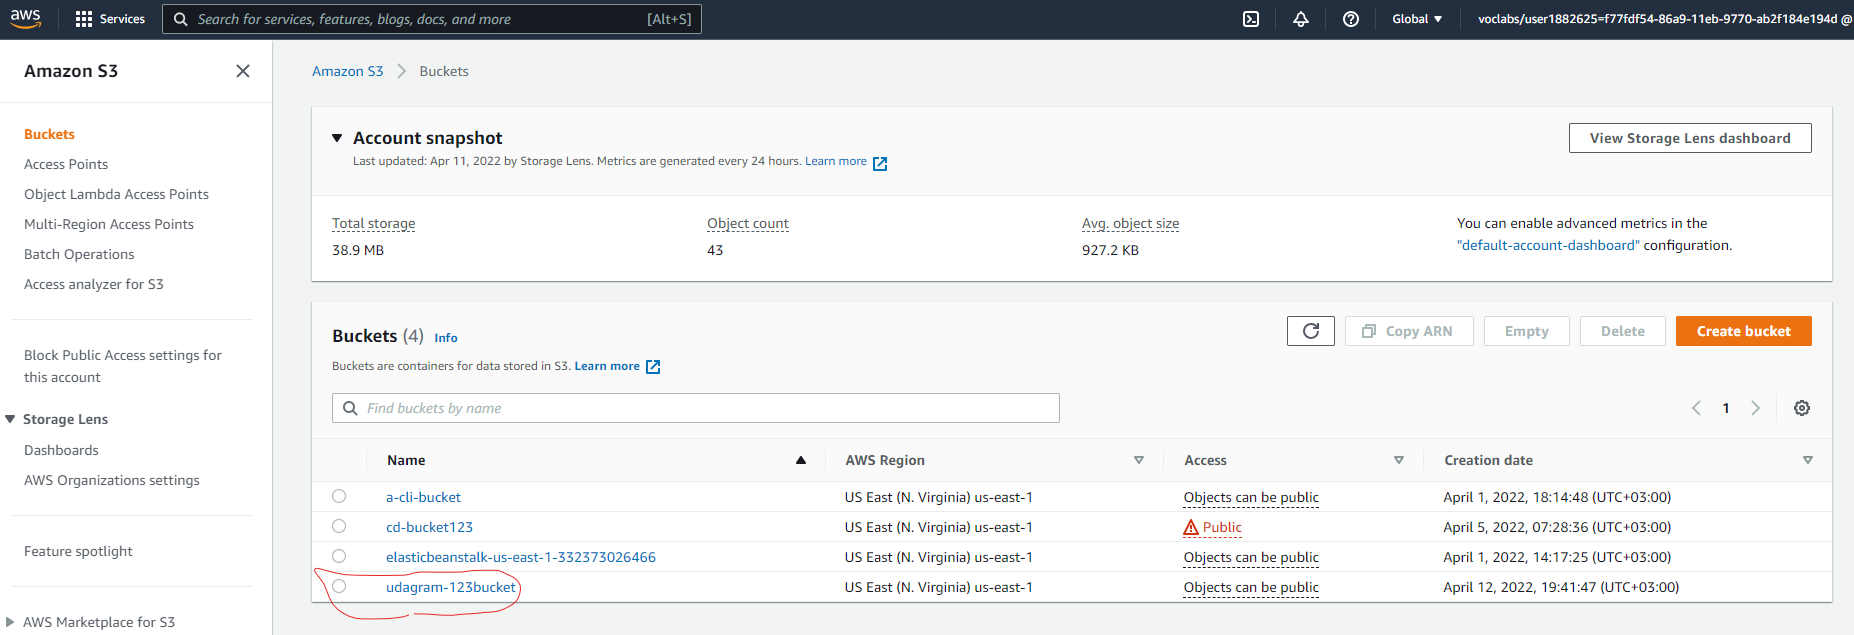 aws Services Search for services, features, blogs, docs, and more [Alt+S] Global voclabs/user1882625=f77fdf54-86a9-11eb-9770-ab2f184e194d @
Amazon S3
Buckets
Access Points
Object Lambda Access Points
Multi-Region Access Points
Batch Operations
Access analyzer for S3
Block Public Access settings for
this account
Storage Lens
Dashboards
AWS Organizations settings
Feature spotlight
AWS Marketplace for S3
Amazon S3 Buckets
Account snapshot
Last updated: Apr 11, 2022 by Storage Lens. Metrics are generated every 24 hours. Learn more
View Storage Lens dashboard
Total storage
38.9 MB
Object count
43
Avg. object size
927.2 KB
You can enable advanced metrics in the
"default-account-dashboard" configuration.
Buckets (4) Info
Buckets are containers for data stored in S3. Learn more
Copy ARN Empty Delete Create bucket
Find buckets by name
1
Name AWS Region Access Creation date
a-cli-bucket US East (N. Virginia) us-east-1 Objects can be public April 1, 2022, 18:14:48 (UTC+03:00)
cd-bucket123 US East (N. Virginia) us-east-1 Public April 5, 2022, 07:28:36 (UTC+03:00)
elasticbeanstalk-us-east-1-332373026466 US East (N. Virginia) us-east-1 Objects can be public April 1, 2022, 14:17:25 (UTC+03:00)
udagram-123bucket US East (N. Virginia) us-east-1 Objects can be public April 12, 2022, 19:41:47 (UTC+03:00)